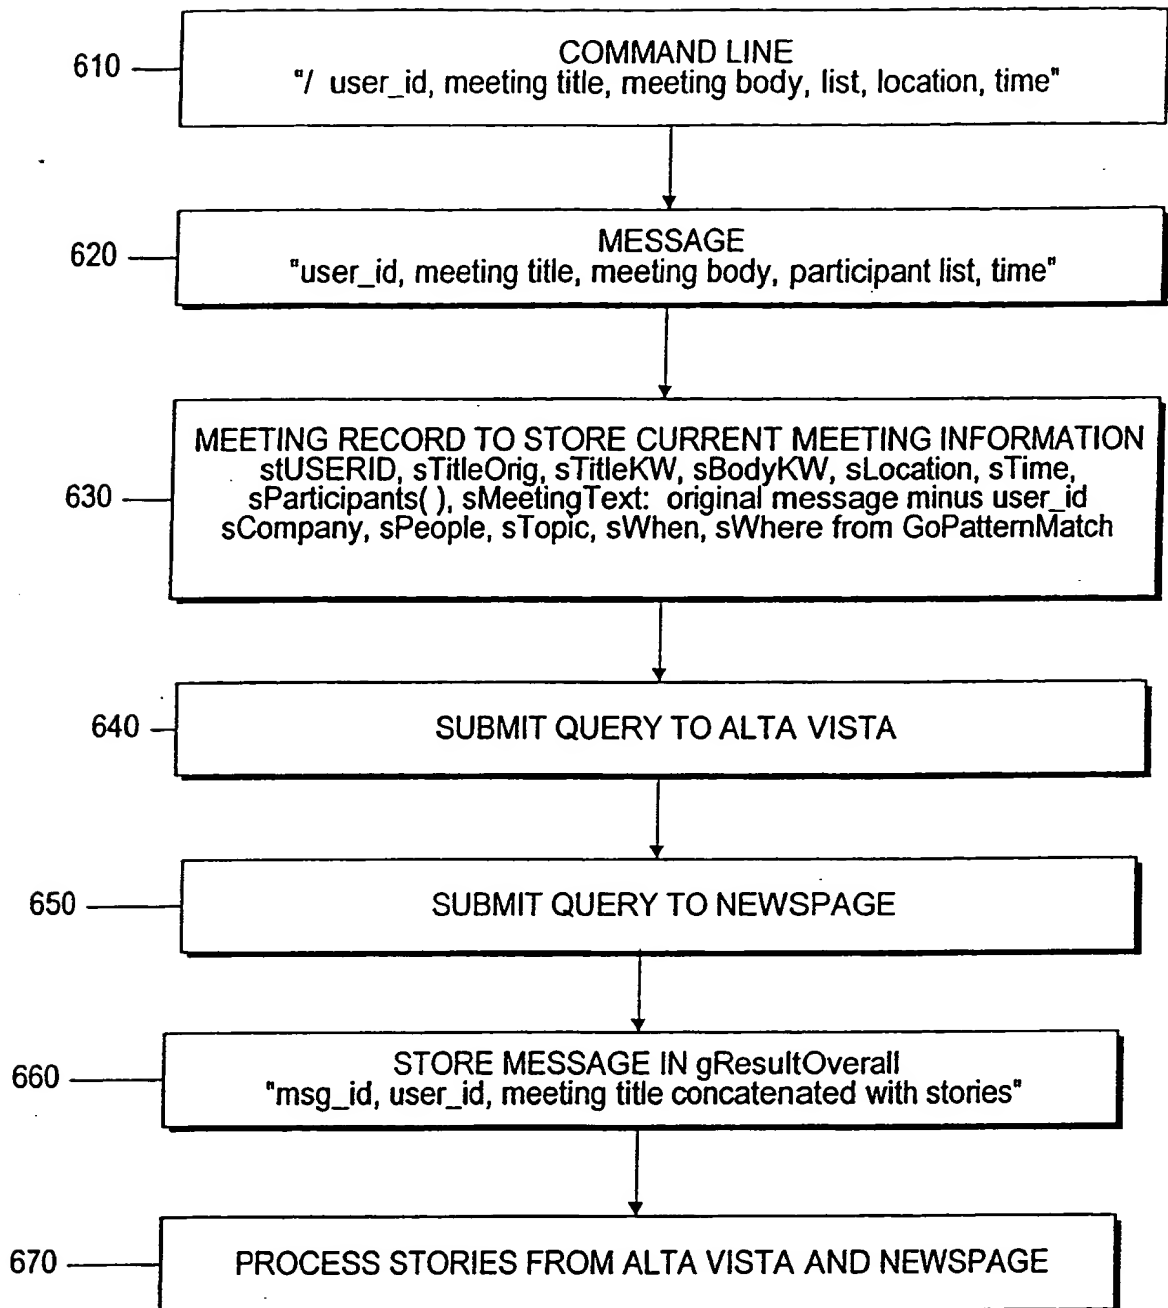 610
COMMAND LINE
"/ user_id, meeting title, meeting body, list, location, time"
620
MESSAGE
"user_id, meeting title, meeting body, participant list, time"
630
MEETING RECORD TO STORE CURRENT MEETING INFORMATION
stUSERID, sTitleOrig, sTitleKW, sBodyKW, sLocation, sTime,
sParticipants( ), sMeetingText: original message minus user_id
sCompany, sPeople, sTopic, sWhen, sWhere from GoPatternMatch
640
SUBMIT QUERY TO ALTA VISTA
650
SUBMIT QUERY TO NEWSPAGE
660
STORE MESSAGE IN gResultOverall
"msg_id, user_id, meeting title concatenated with stories"
670
PROCESS STORIES FROM ALTA VISTA AND NEWSPAGE